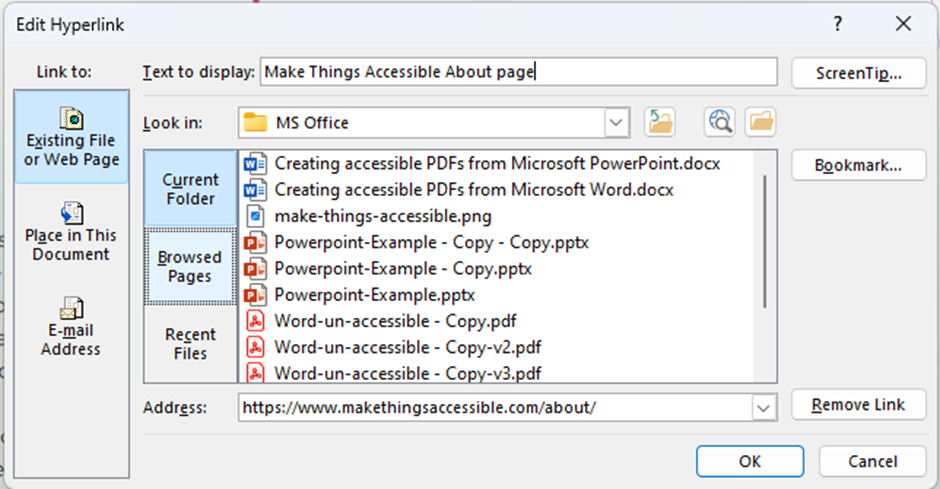 Edit Hyperlink
?
Link to:
Text to display:
Make Things Accessible About page
ScreenTip...
Existing File
or Web Page
Place in This
Document
E-mail
Address
Look in:
MS Office
Current
Folder
Browsed
Pages
Recent
Files
Creating accessible PDFs from Microsoft PowerPoint.docx
Creating accessible PDFs from Microsoft Word.docx
make-things-accessible.png
Powerpoint-Example - Copy - Copy.pptx
Powerpoint-Example - Copy.pptx
Powerpoint-Example.pptx
Word-un-accessible - Copy.pdf
Word-un-accessible - Copy-v2.pdf
Word-un-accessible - Copy-v3.pdf
Bookmark...
Address:
https://www.makethingsaccessible.com/about/
Remove Link
OK
Cancel